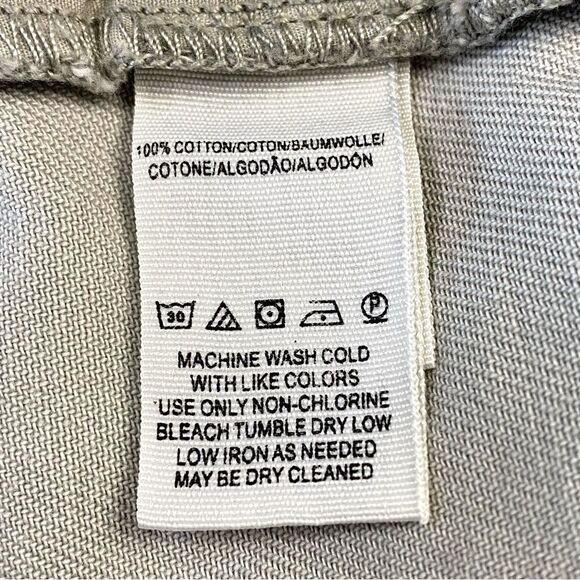 100% COTTON/COTON/BAUMWOLLE/
COTONE/ALGODÃO/ALGODÓN
30 P
MACHINE WASH COLD
WITH LIKE COLORS
USE ONLY NON-CHLORINE
BLEACH TUMBLE DRY LOW
LOW IRON AS NEEDED
MAY BE DRY CLEANED